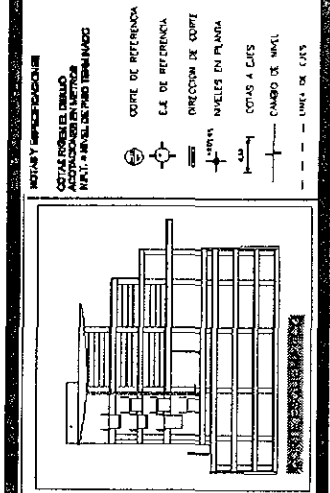 NOTAS Y ESPECIFICACIONES
COTAS RIGEN EL DIBUJO
ACOTACIONES EN METROS
N.P.T. = NIVEL DE PISO TERMINADO
CORTE DE REFERENCIA
EJE DE REFERENCIA
DIRECCION DE CORTE
NIVELES EN PLANTA
COTAS A EJES
CAMBIO DE NIVEL
LINEA DE EJES